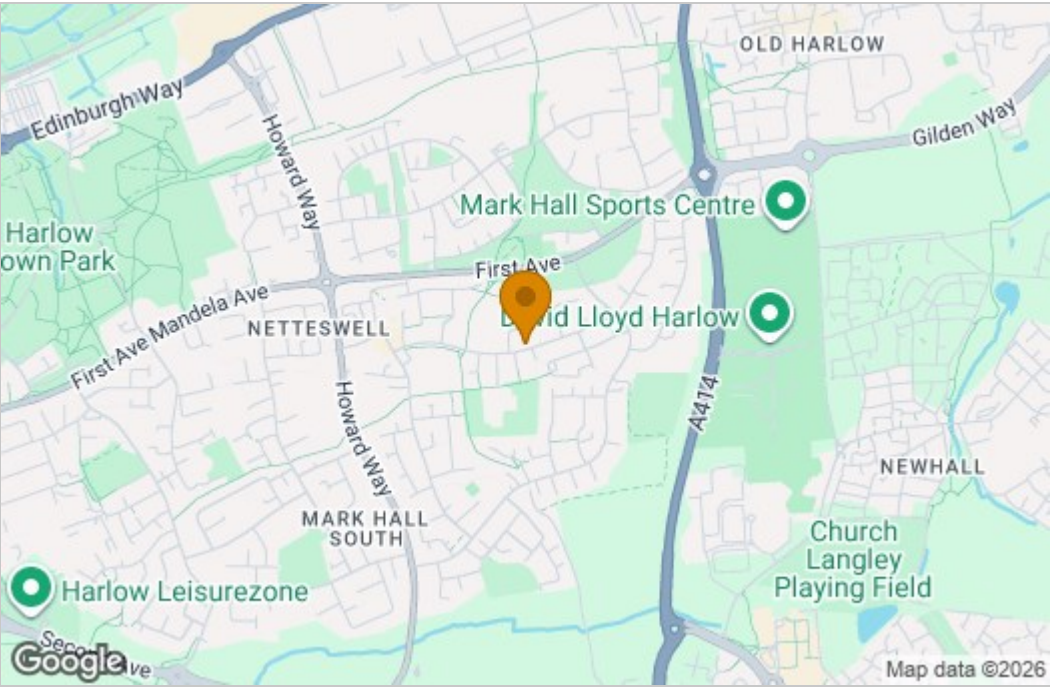 OLD HARLOW
Edinburgh Way
Gilden Way
Howard Way
Mark Hall Sports Centre
Harlow
own Park
First Ave
First Ave Mandela Ave
NETTESWELL
David Lloyd Harlow
A414
Howard Way
NEWHALL
MARK HALL
SOUTH
Church
Langley
Playing Field
Harlow Leisurezone
Google
Map data ©2026